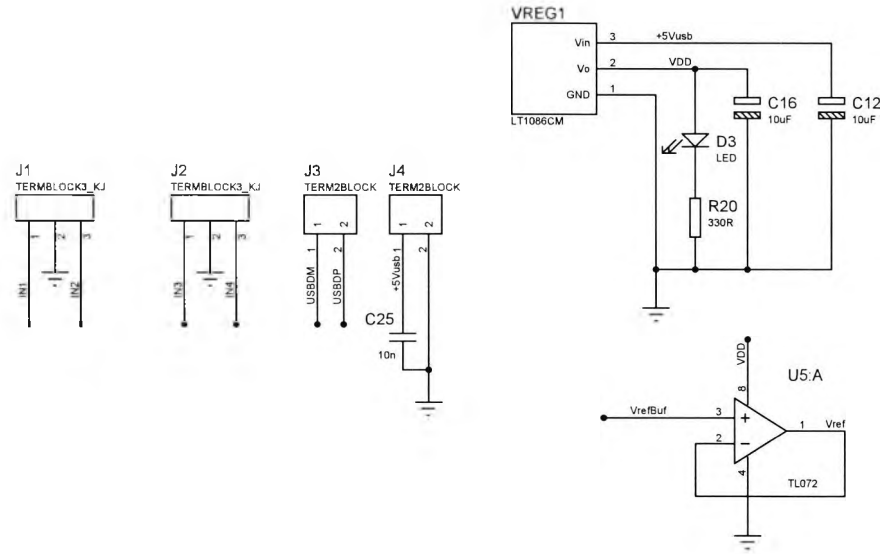 VREG1
Vin
3
+5Vusb
Vo
2
VDD
GND
1
LT1086CM
C16
10uF
C12
10uF
D3
LED
R20
330R
J1
TERMBLOCK3_KJ
1
2
3
IN1
IN2
J2
TERMBLOCK3_KJ
1
2
3
IN3
IN4
J3
TERM2BLOCK
1
2
1
2
USBDM
USBDP
J4
TERM2BLOCK
1
2
1
2
+5Vusb
C25
10n
VDD
8
U5:A
VrefBuf
3
+
2
−
1
Vref
4
TL072